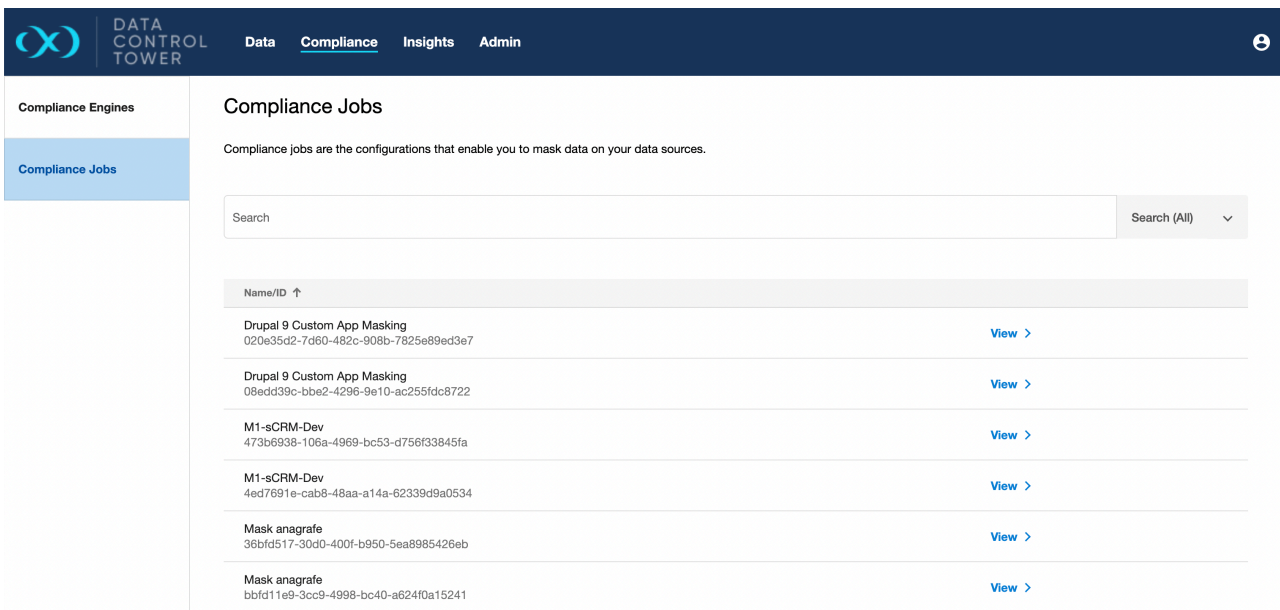 DATA
CONTROL
TOWER
Data Compliance Insights Admin
Compliance Engines
Compliance Jobs
Compliance Jobs
Compliance jobs are the configurations that enable you to mask data on your data sources.
Search Search (All)
Name/ID
Drupal 9 Custom App Masking
020e35d2-7d60-482c-908b-7825e89ed3e7
View
Drupal 9 Custom App Masking
08edd39c-bbe2-4296-9e10-ac255fdc8722
View
M1-sCRM-Dev
473b6938-106a-4969-bc53-d756f33845fa
View
M1-sCRM-Dev
4ed7691e-cab8-48aa-a14a-62339d9a0534
View
Mask anagrafe
36bfd517-30d0-400f-b950-5ea8985426eb
View
Mask anagrafe
bbfd11e9-3cc9-4998-bc40-a624f0a15241
View